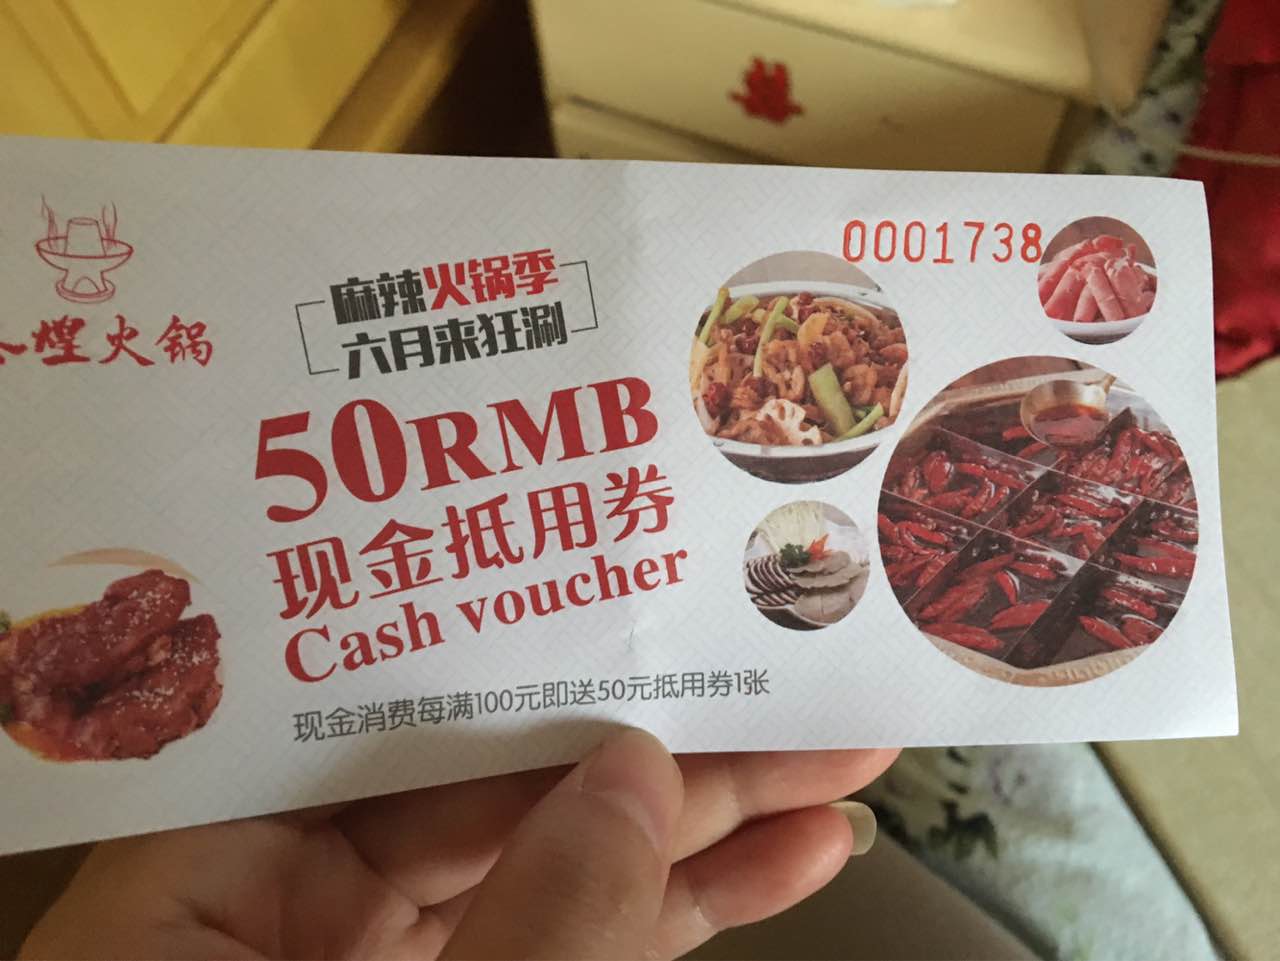 0001738
煌火锅
麻辣火锅季
六月来狂涮
50RMB
现金抵用券
Cash voucher
现金消费每满100元即送50元抵用券1张